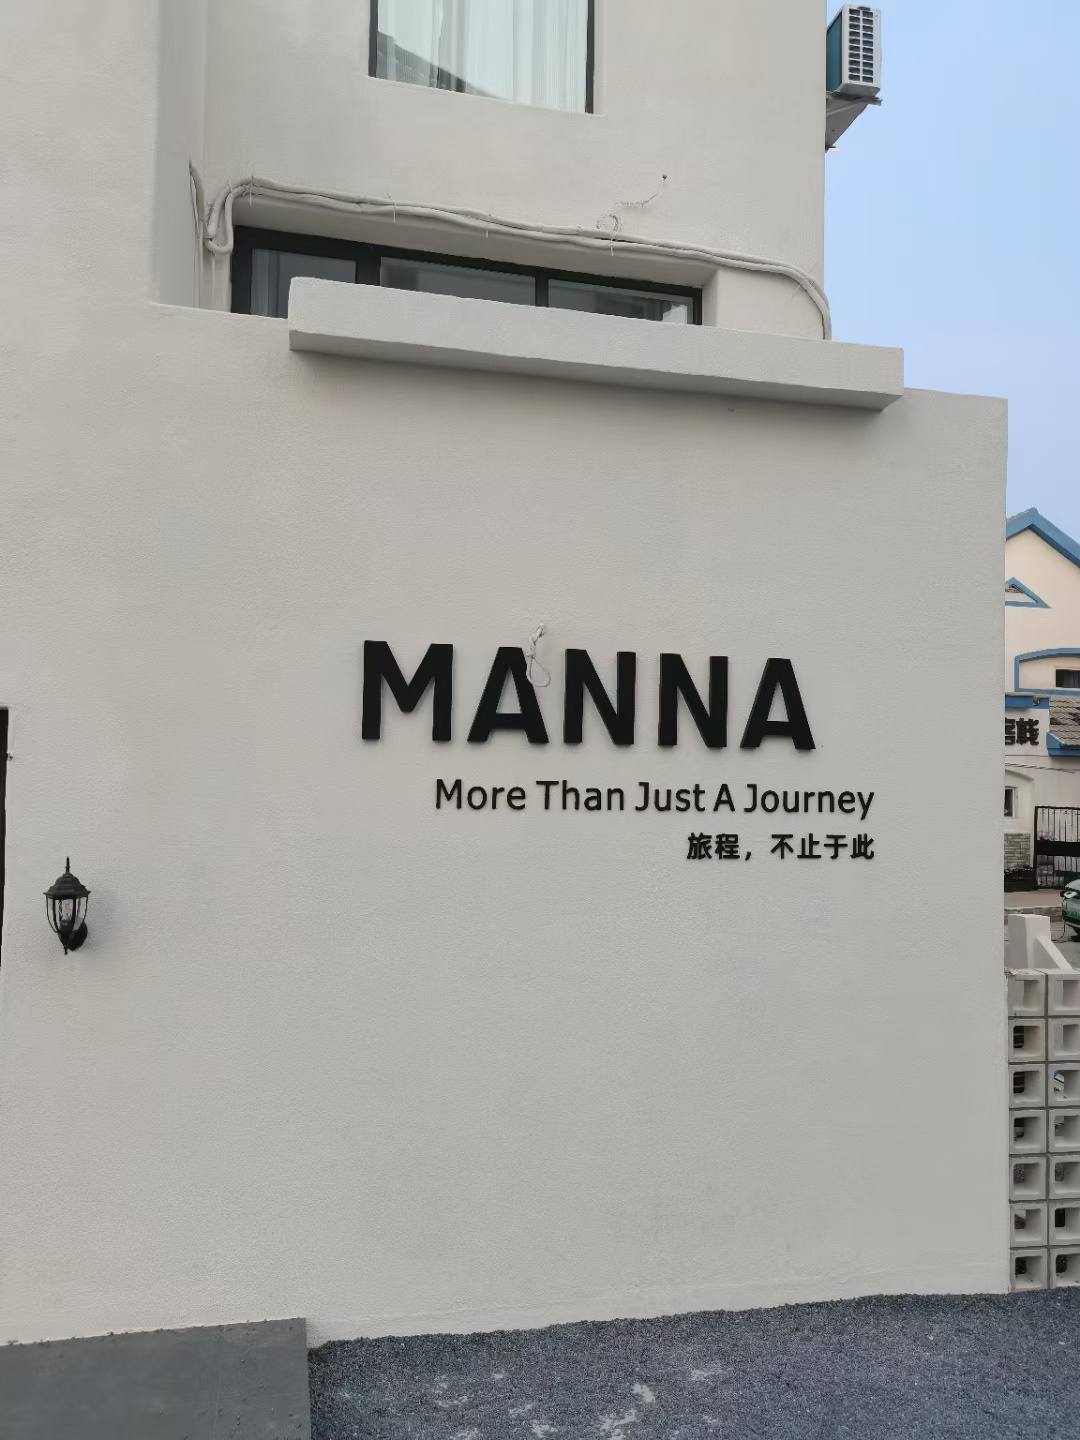 MANNA
More Than Just A Journey
旅程，不止于此